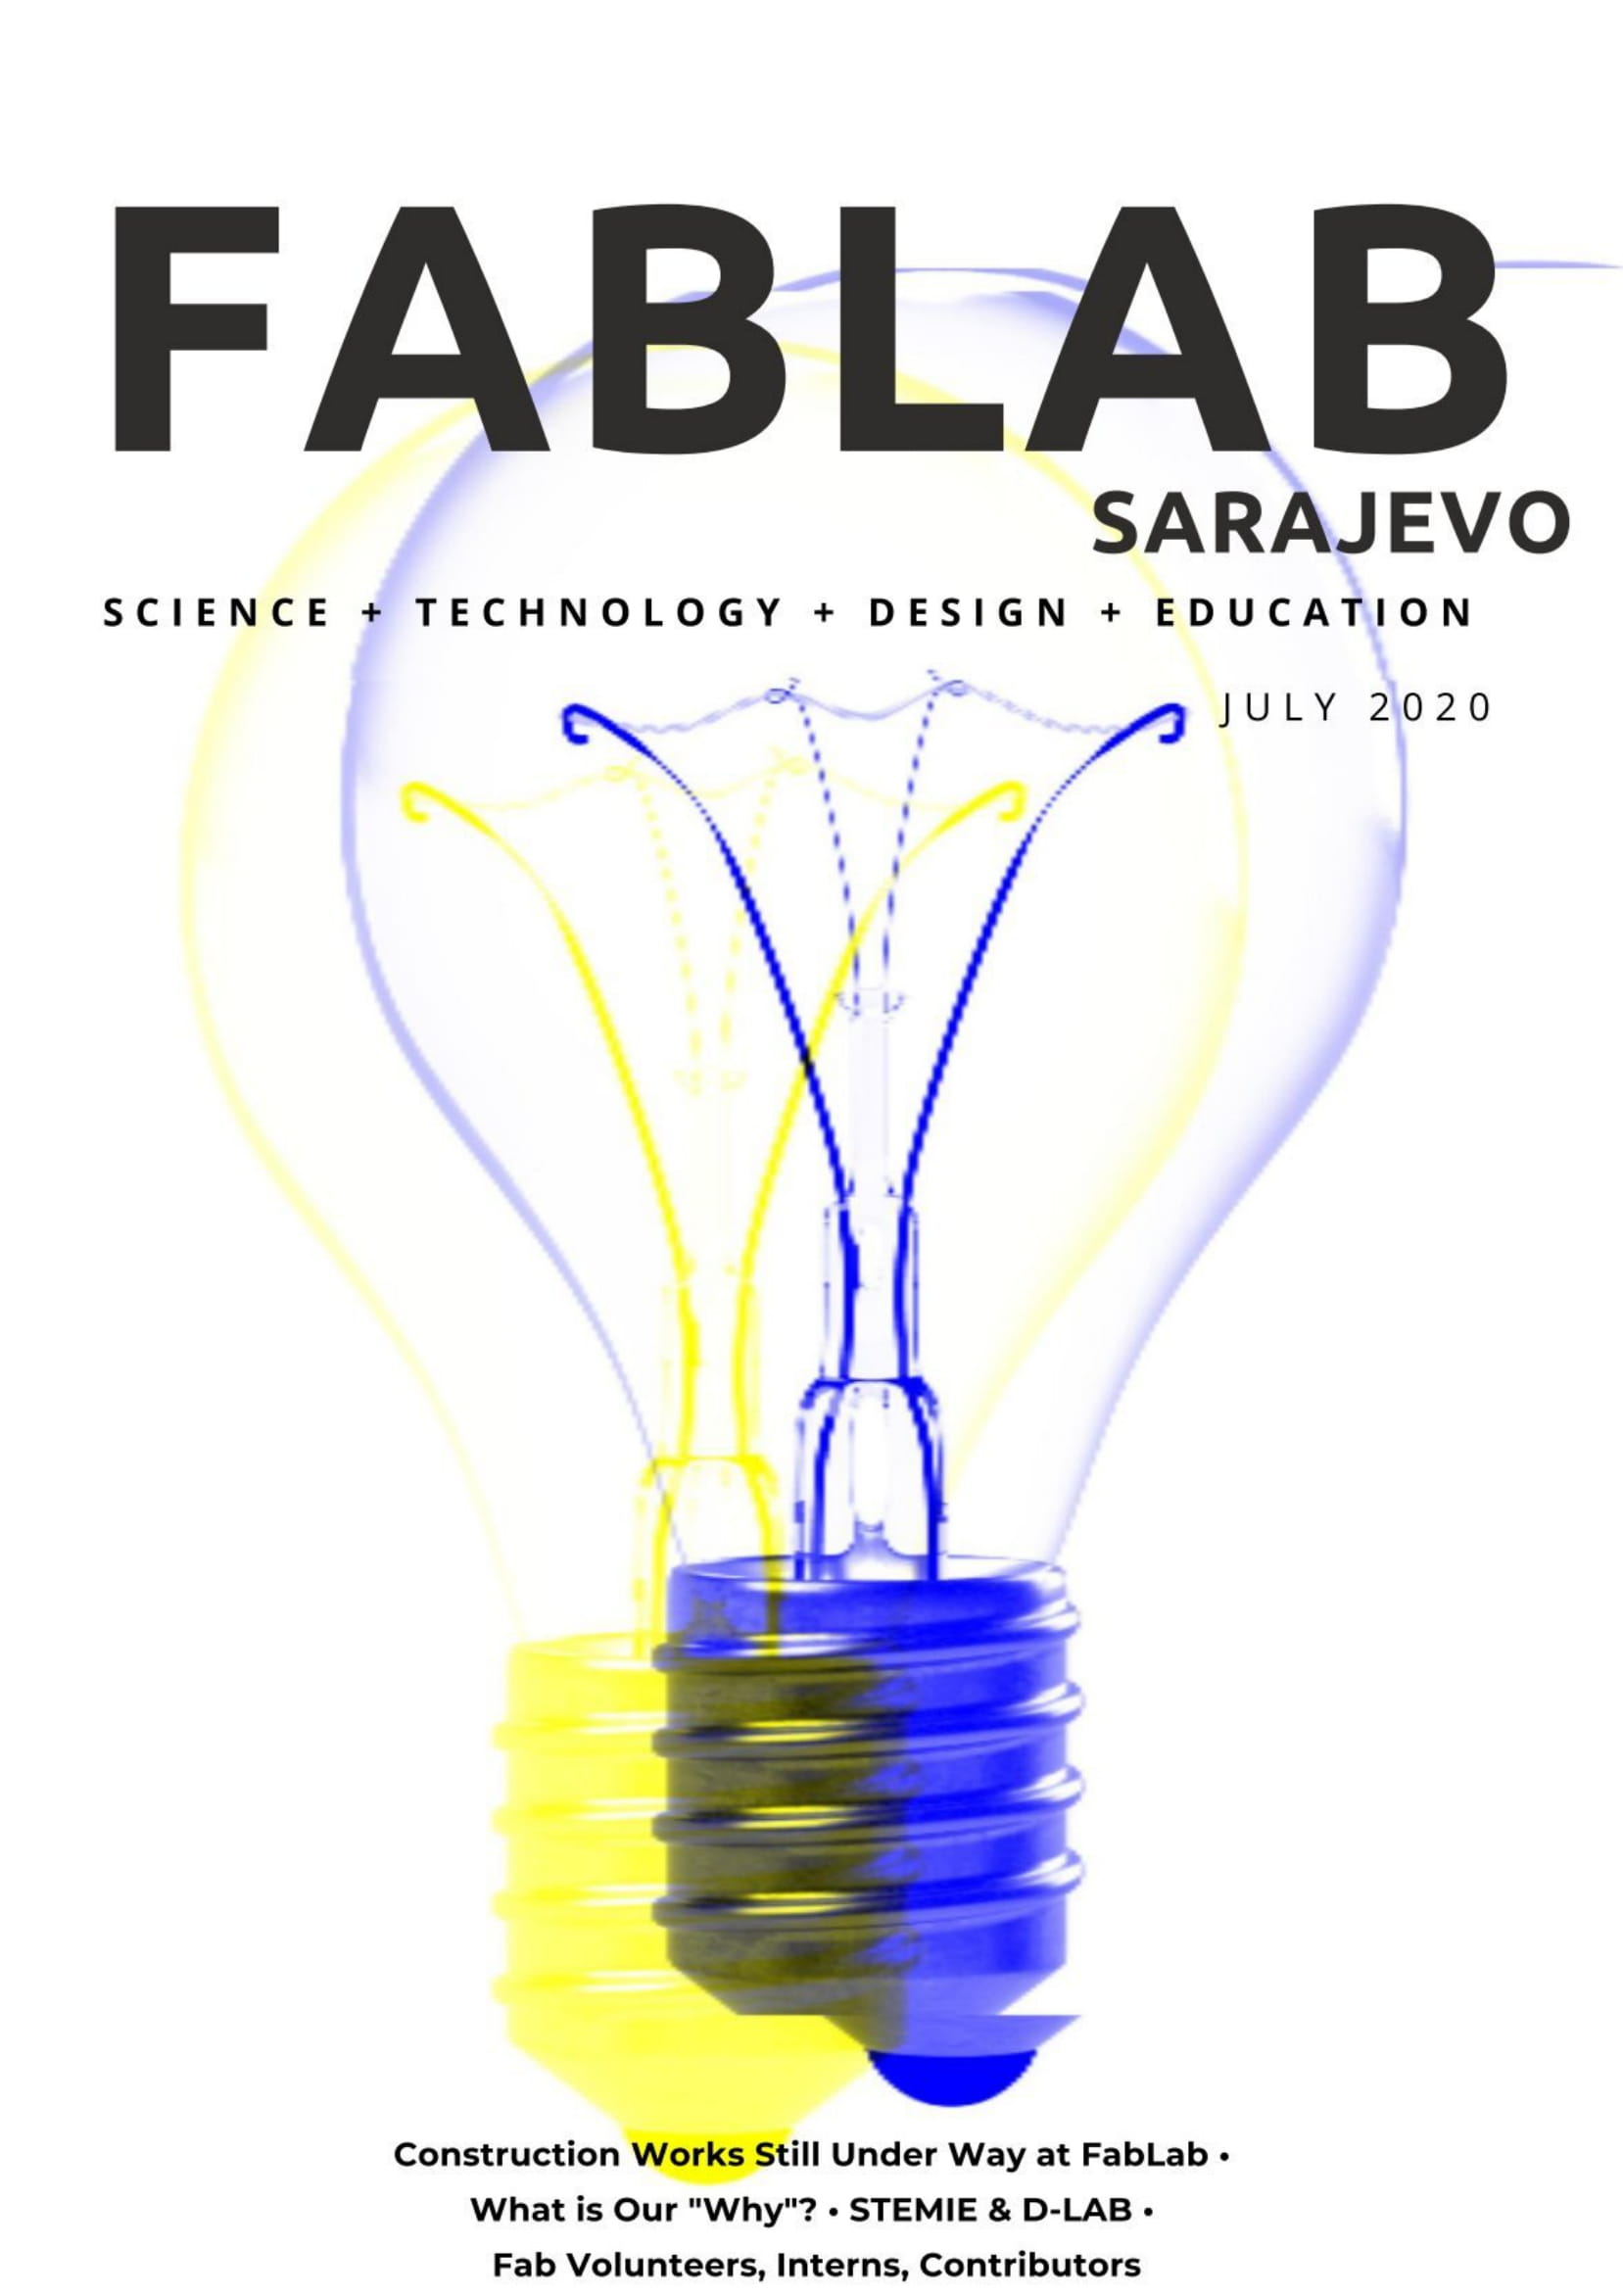 FABLAB
SARAJEVO
SCIENCE + TECHNOLOGY + DESIGN + EDUCATION
JULY 2020
Construction Works Still Under Way at FabLab •
What is Our "Why"? • STEMIE & D-LAB •
Fab Volunteers, Interns, Contributors